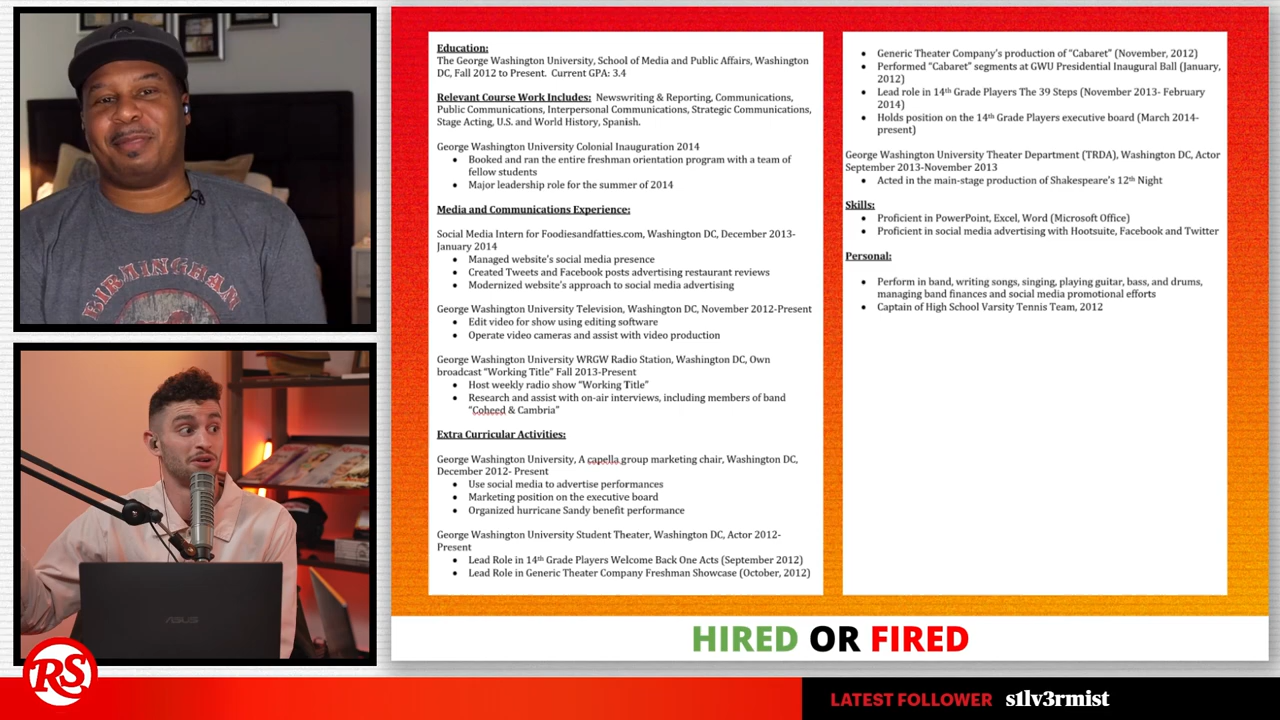 Education:
The George Washington University, School of Media and Public Affairs, Washington
DC, Fall 2012 to Present. Current GPA: 3.4
Relevant Course Work Includes: Newswriting & Reporting, Communications,
Public Communications, Interpersonal Communications, Strategic Communications,
Stage Acting, U.S. and World History, Spanish.
George Washington University Colonial Inauguration 2014
• Booked and ran the entire freshman orientation program with a team of
fellow students
• Major leadership role for the summer of 2014
Media and Communications Experience:
Social Media Intern for Foodiesandfatties.com, Washington DC, December 2013-
January 2014
• Managed website's social media presence
• Created Tweets and Facebook posts advertising restaurant reviews
• Modernized website's approach to social media advertising
George Washington University Television, Washington DC, November 2012-Present
• Edit video for show using editing software
• Operate video cameras and assist with video production
George Washington University WRGW Radio Station, Washington DC, Own
broadcast "Working Title" Fall 2013-Present
• Host weekly radio show "Working Title"
• Research and assist with on-air interviews, including members of band
"Coheed & Cambria"
Extra Curricular Activities:
George Washington University, A capella group marketing chair, Washington DC,
December 2012- Present
• Use social media to advertise performances
• Marketing position on the executive board
• Organized hurricane Sandy benefit performance
George Washington University Student Theater, Washington DC, Actor 2012-
Present
• Lead Role in 14th Grade Players Welcome Back One Acts (September 2012)
• Lead Role in Generic Theater Company Freshman Showcase (October, 2012)
• Generic Theater Company's production of "Cabaret" (November, 2012)
• Performed "Cabaret" segments at GWU Presidential Inaugural Ball (January,
2012)
• Lead role in 14th Grade Players The 39 Steps (November 2013- February
2014)
• Holds position on the 14th Grade Players executive board (March 2014-
present)
George Washington University Theater Department (TRDA), Washington DC, Actor
September 2013-November 2013
• Acted in the main-stage production of Shakespeare's 12th Night
Skills:
• Proficient in PowerPoint, Excel, Word (Microsoft Office)
• Proficient in social media advertising with Hootsuite, Facebook and Twitter
Personal:
• Perform in band, writing songs, singing, playing guitar, bass, and drums,
managing band finances and social media promotional efforts
• Captain of High School Varsity Tennis Team, 2012
HIRED OR FIRED
BIRMINGHAM
ASUS
RS
LATEST FOLLOWER s1lv3rmist